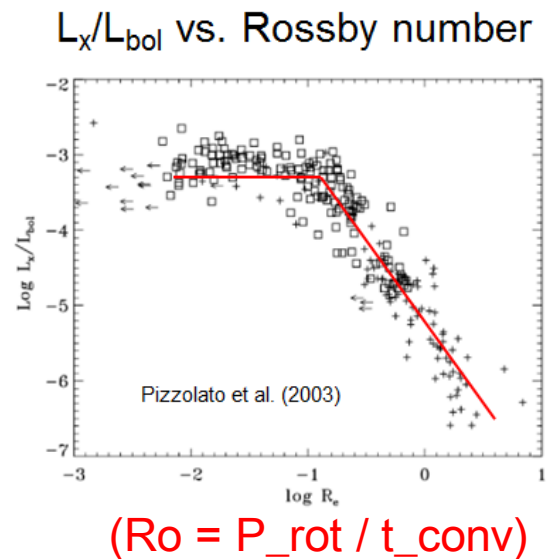 Lx/Lbol vs. Rossby number
−2
−3
−4
−5
−6
−7
Log Lx/Lbol
Pizzolato et al. (2003)
−3
−2
−1
0
1
log Re
(Ro = P_rot / t_conv)